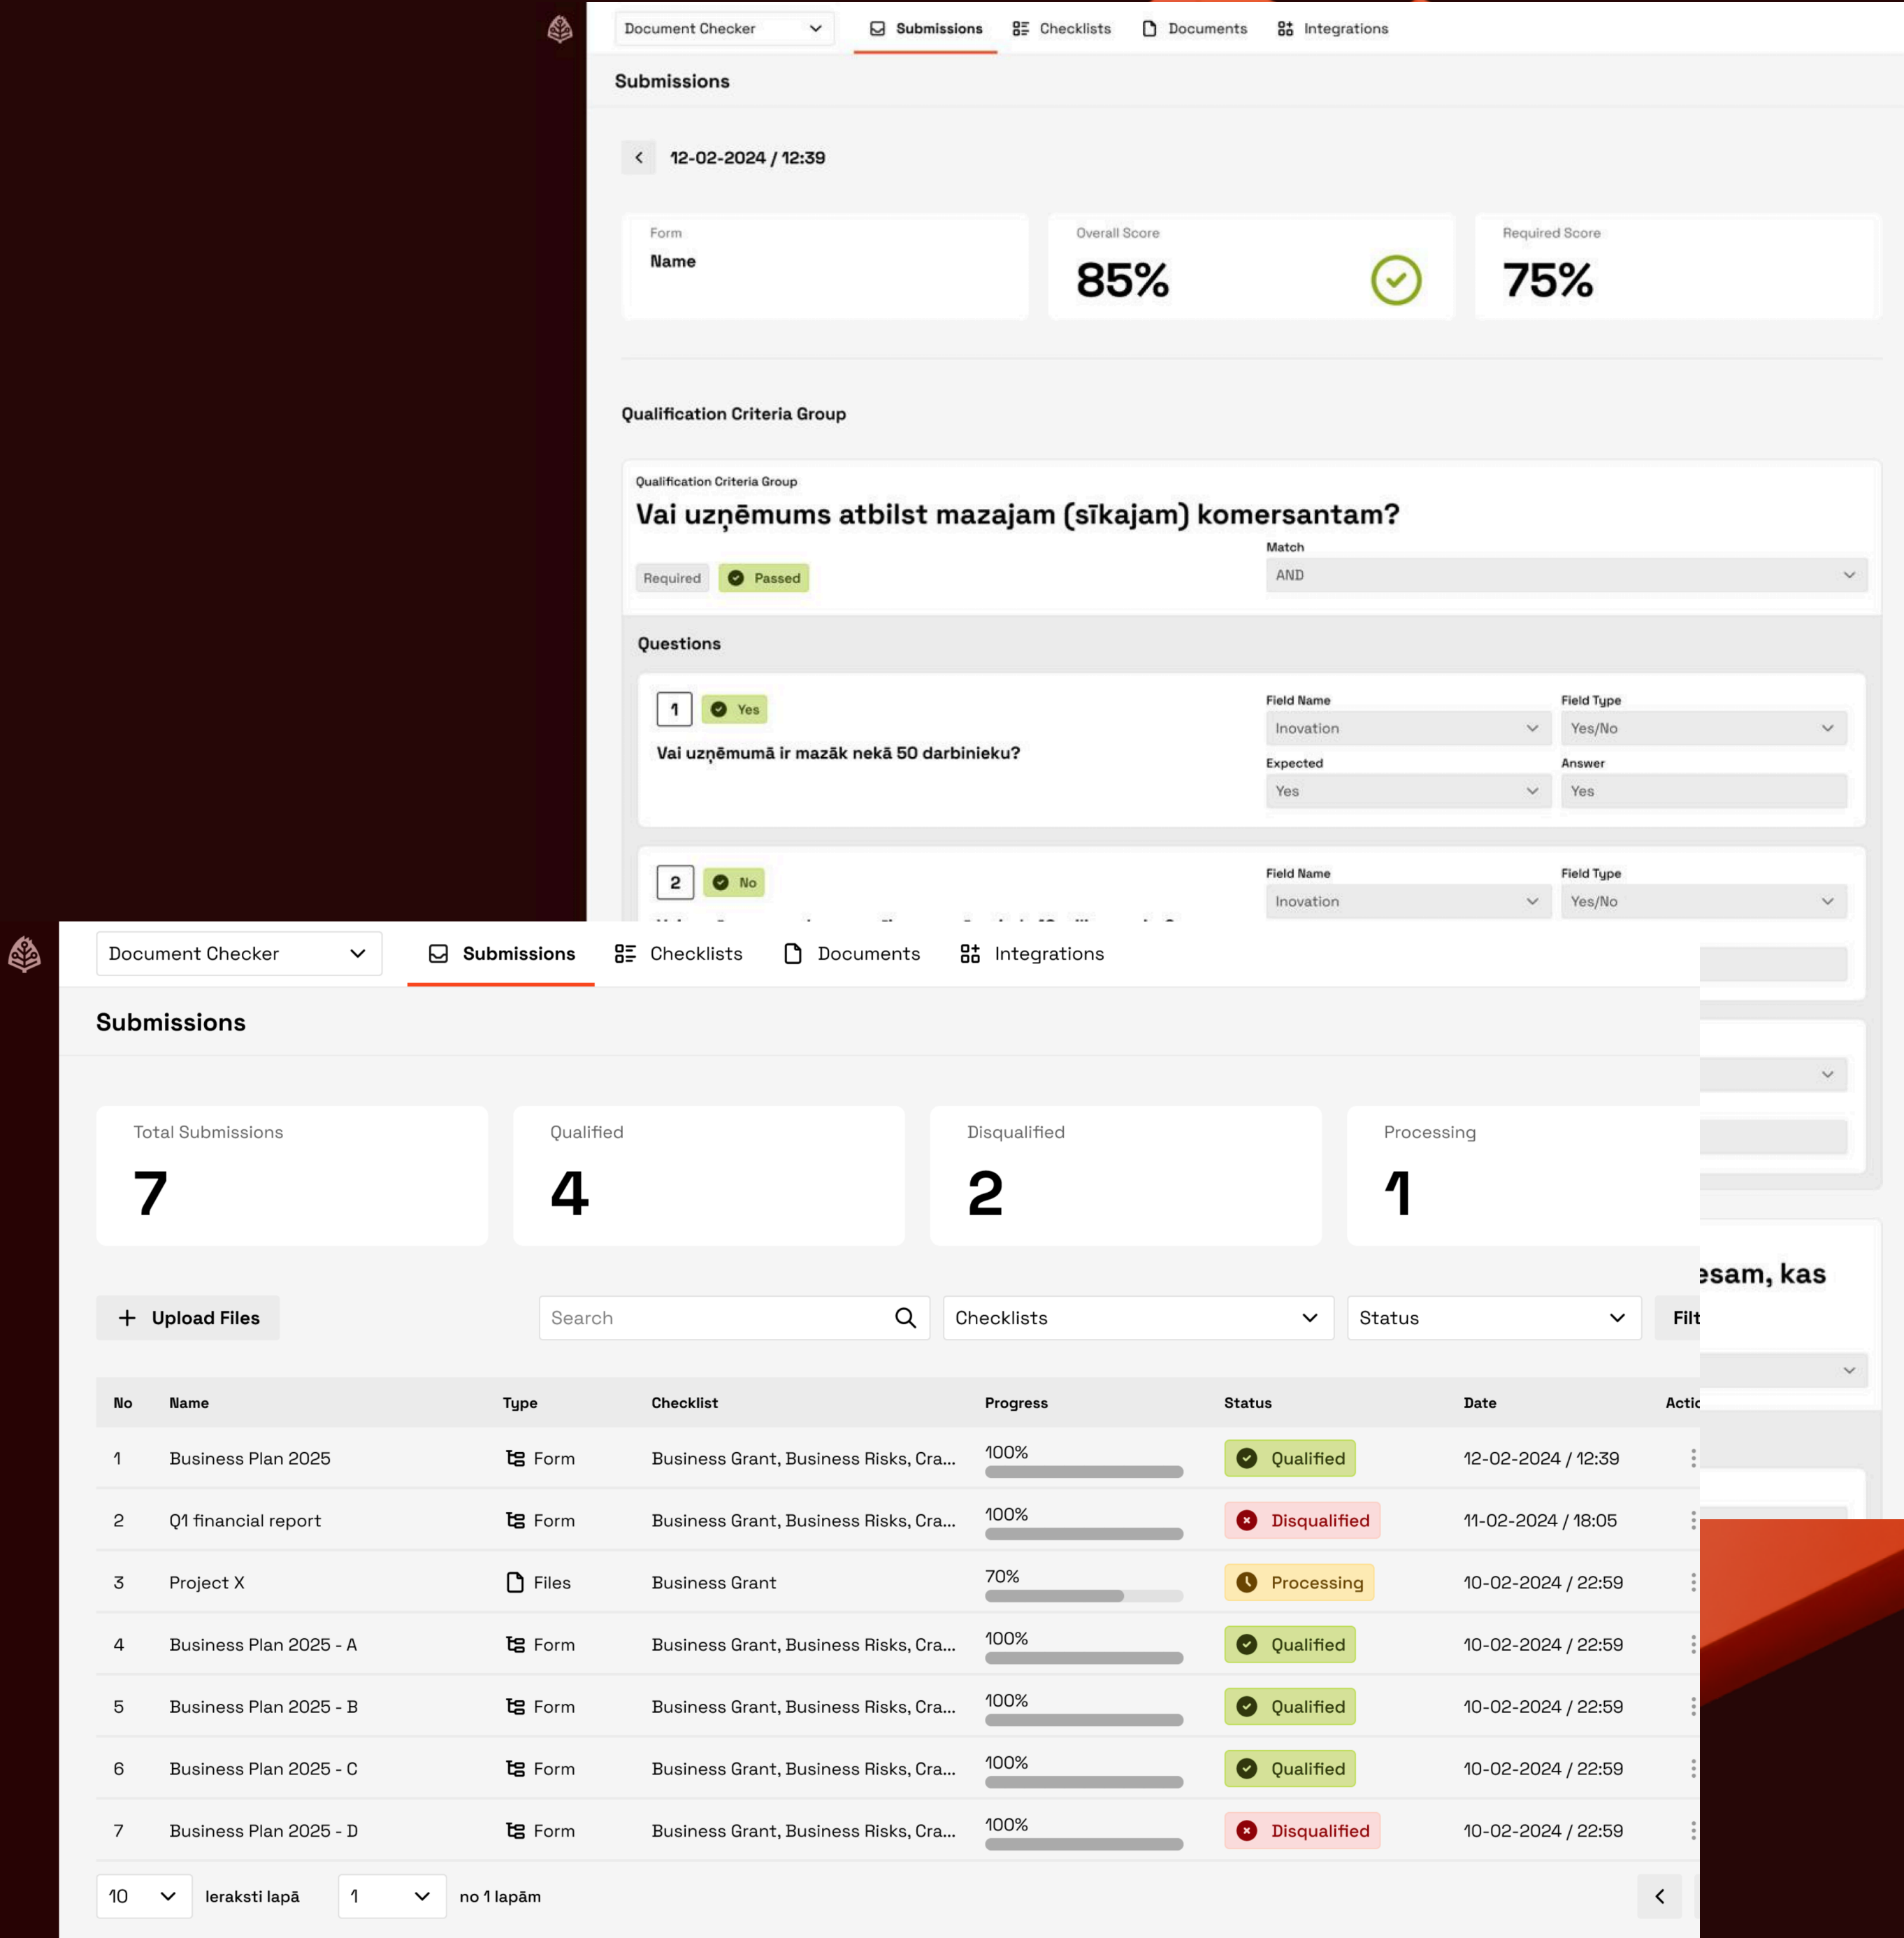 Document Checker
Submissions
Checklists
Documents
Integrations
Submissions
12-02-2024 / 12:39
Form
Name
Overall Score
85%
Required Score
75%
Qualification Criteria Group
Qualification Criteria Group
Vai uzņēmums atbilst mazajam (sīkajam) komersantam?
Required
Passed
Match
AND
Questions
1
Yes
Vai uzņēmumā ir mazāk nekā 50 darbinieku?
Field Name
Inovation
Field Type
Yes/No
Expected
Yes
Answer
Yes
2
No
Field Name
Inovation
Field Type
Yes/No
esam, kas
Document Checker
Submissions
Checklists
Documents
Integrations
Submissions
Total Submissions
7
Qualified
4
Disqualified
2
Processing
1
Upload Files
Search
Checklists
Status
Filt
No Name Type Checklist Progress Status Date Actic
1 Business Plan 2025 Form Business Grant, Business Risks, Cra... 100% Qualified 12-02-2024 / 12:39
2 Q1 financial report Form Business Grant, Business Risks, Cra... 100% Disqualified 11-02-2024 / 18:05
3 Project X Files Business Grant 70% Processing 10-02-2024 / 22:59
4 Business Plan 2025 - A Form Business Grant, Business Risks, Cra... 100% Qualified 10-02-2024 / 22:59
5 Business Plan 2025 - B Form Business Grant, Business Risks, Cra... 100% Qualified 10-02-2024 / 22:59
6 Business Plan 2025 - C Form Business Grant, Business Risks, Cra... 100% Qualified 10-02-2024 / 22:59
7 Business Plan 2025 - D Form Business Grant, Business Risks, Cra... 100% Disqualified 10-02-2024 / 22:59
10 Ieraksti lapā 1 no 1 lapām